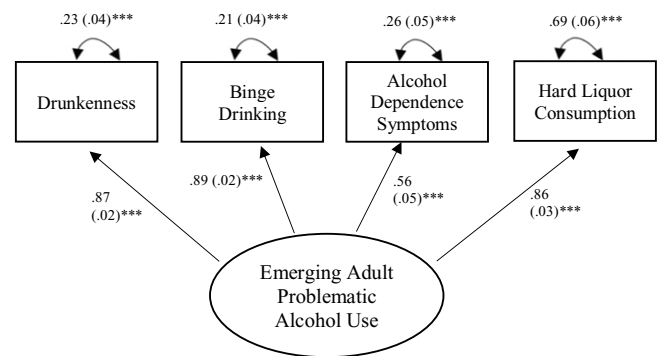 .23 (.04)***
.21 (.04)***
.26 (.05)***
.69 (.06)***
Drunkenness
Binge
Drinking
Alcohol
Dependence
Symptoms
Hard Liquor
Consumption
.87
(.02)***
.89 (.02)***
.56
(.05)***
.86
(.03)***
Emerging Adult
Problematic
Alcohol Use